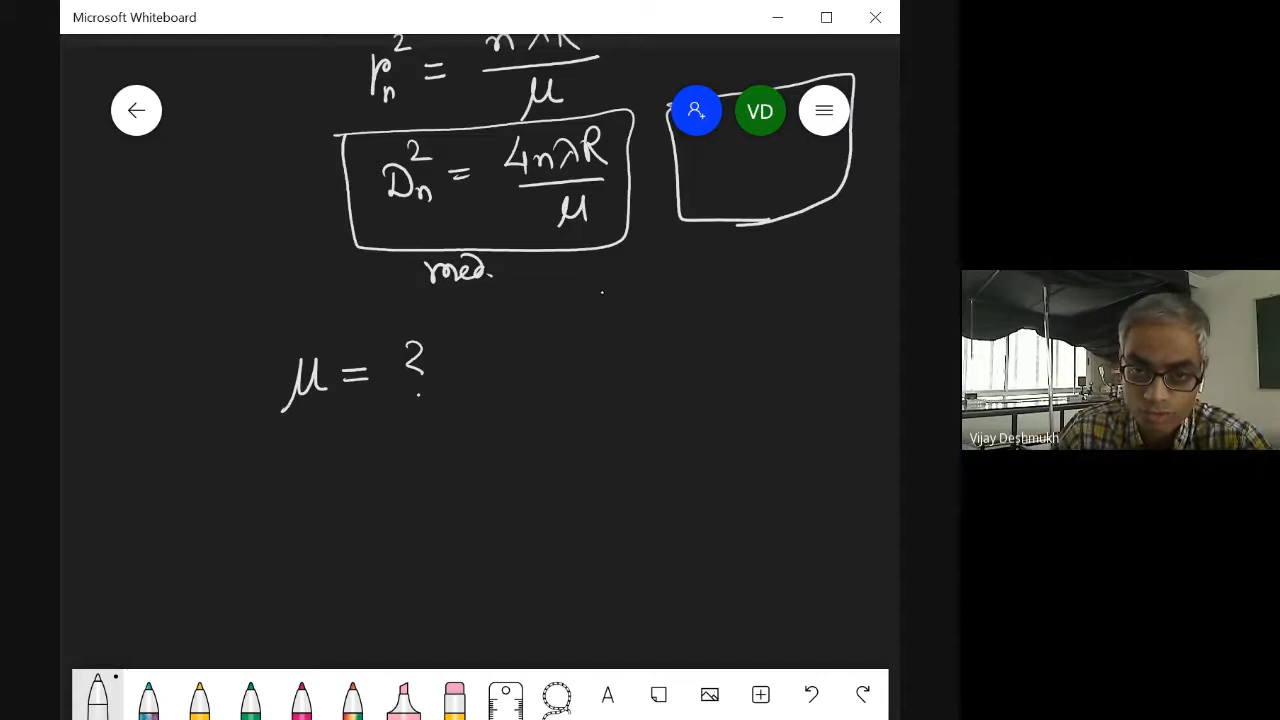 Microsoft Whiteboard
r_n^2 = nλR / μ
VD
D_n^2 = 4nλR / μ
med.
μ = ?
Vijay Deshmukh
A